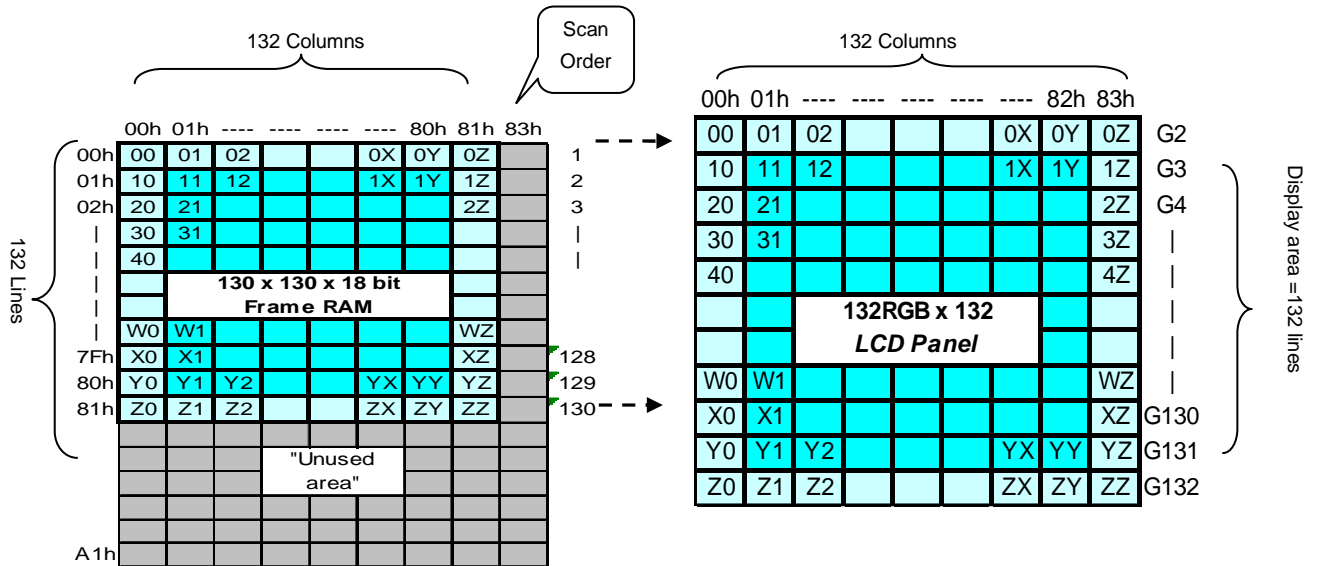 Scan
Order
132 Columns
132 Columns
00h 01h ---- ---- ---- ---- 80h 81h 83h
00h 00 01 02 0X 0Y 0Z 1
01h 10 11 12 1X 1Y 1Z 2
02h 20 21 2Z 3
| 30 31 |
| 40 |
| 130 x 130 x 18 bit
| Frame RAM
| W0 W1 WZ
7Fh X0 X1 XZ 128
80h Y0 Y1 Y2 YX YY YZ 129
81h Z0 Z1 Z2 ZX ZY ZZ 130
"Unused
area"
A1h
132 Lines
00h 01h ---- ---- ---- ---- 82h 83h
00 01 02 0X 0Y 0Z G2
10 11 12 1X 1Y 1Z G3
20 21 2Z G4
30 31 3Z |
40 4Z |
132RGB x 132 |
LCD Panel |
W0 W1 WZ |
X0 X1 XZ G130
Y0 Y1 Y2 YX YY YZ G131
Z0 Z1 Z2 ZX ZY ZZ G132
Display area =132 lines